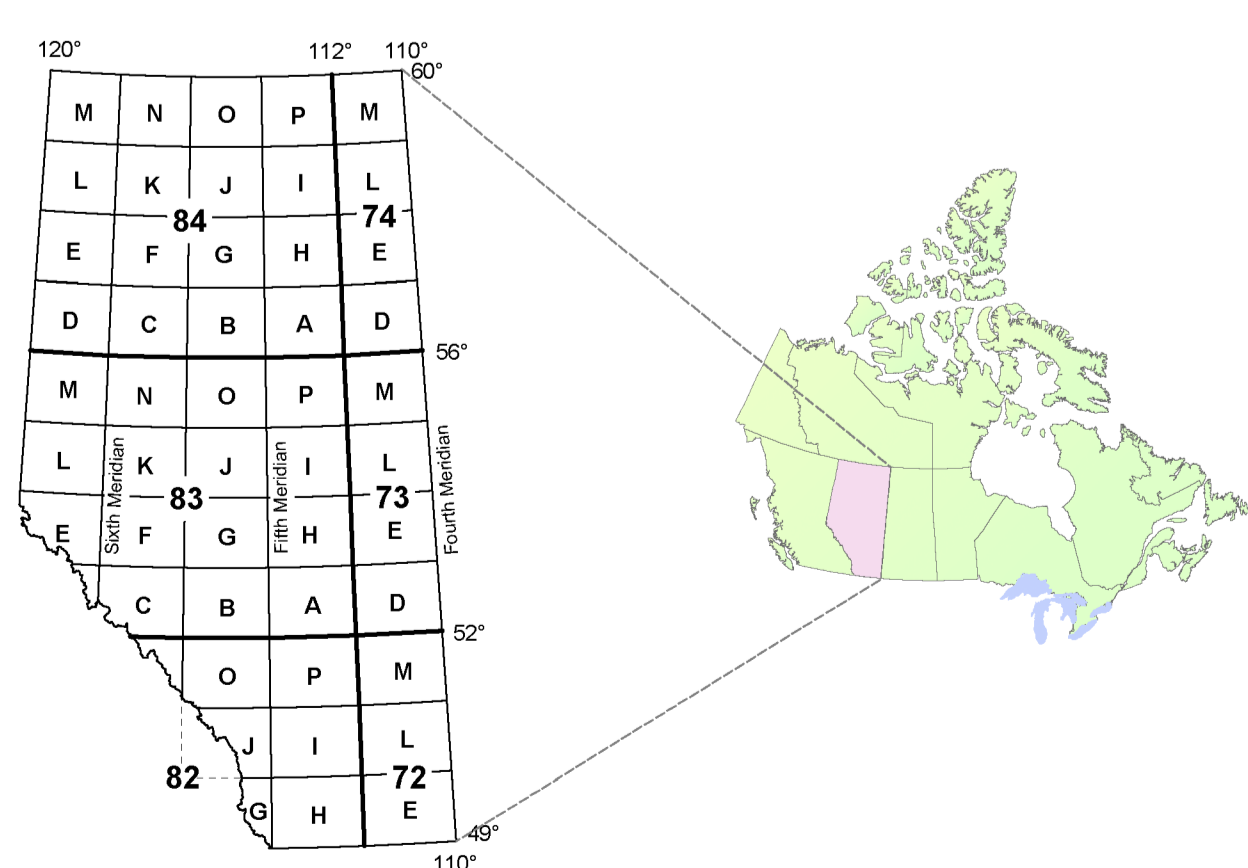 120° 112° 110°
60°
M N O P M
L K J I L
84 74
E F G H E
D C B A D
56°
M N O P M
L K J I L
Sixth Meridian
Fifth Meridian
Fourth Meridian
83 73
E F G H E
C B A D
52°
O P M
J I L
82 72
G H E
49°
110°